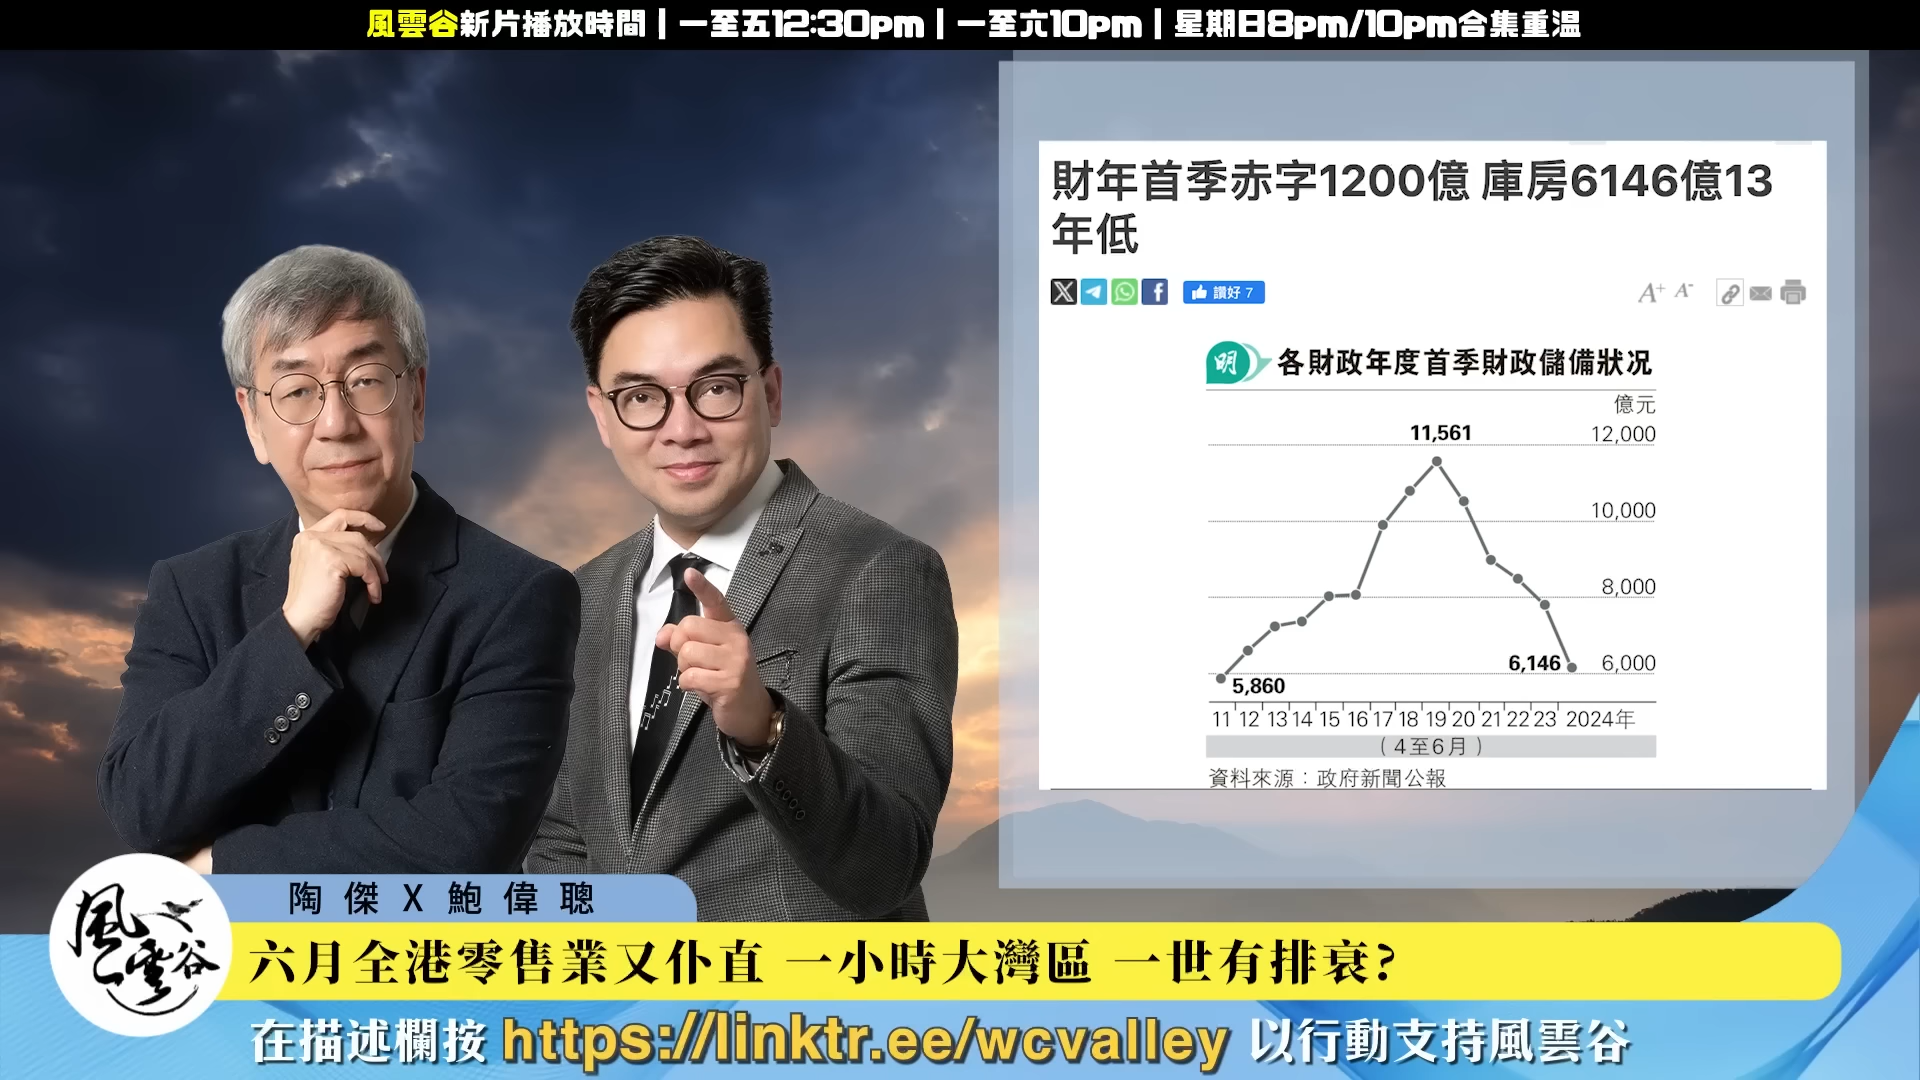 風雲谷新片播放時間 | 一至五12:30pm | 一至六10pm | 星期日8pm/10pm合集重温
財年首季赤字1200億 庫房6146億13
年低
讚好 7
A+ A-
明 各財政年度首季財政儲備狀況
億元
12,000
11,561
10,000
8,000
6,146
6,000
5,860
11 12 13 14 15 16 17 18 19 20 21 22 23 2024年
（4至6月）
資料來源：政府新聞公報
陶傑X鮑偉聰
風雲谷
六月全港零售業又仆直 一小時大灣區 一世有排衰?
在描述欄按 https://linktr.ee/wcvalley 以行動支持風雲谷